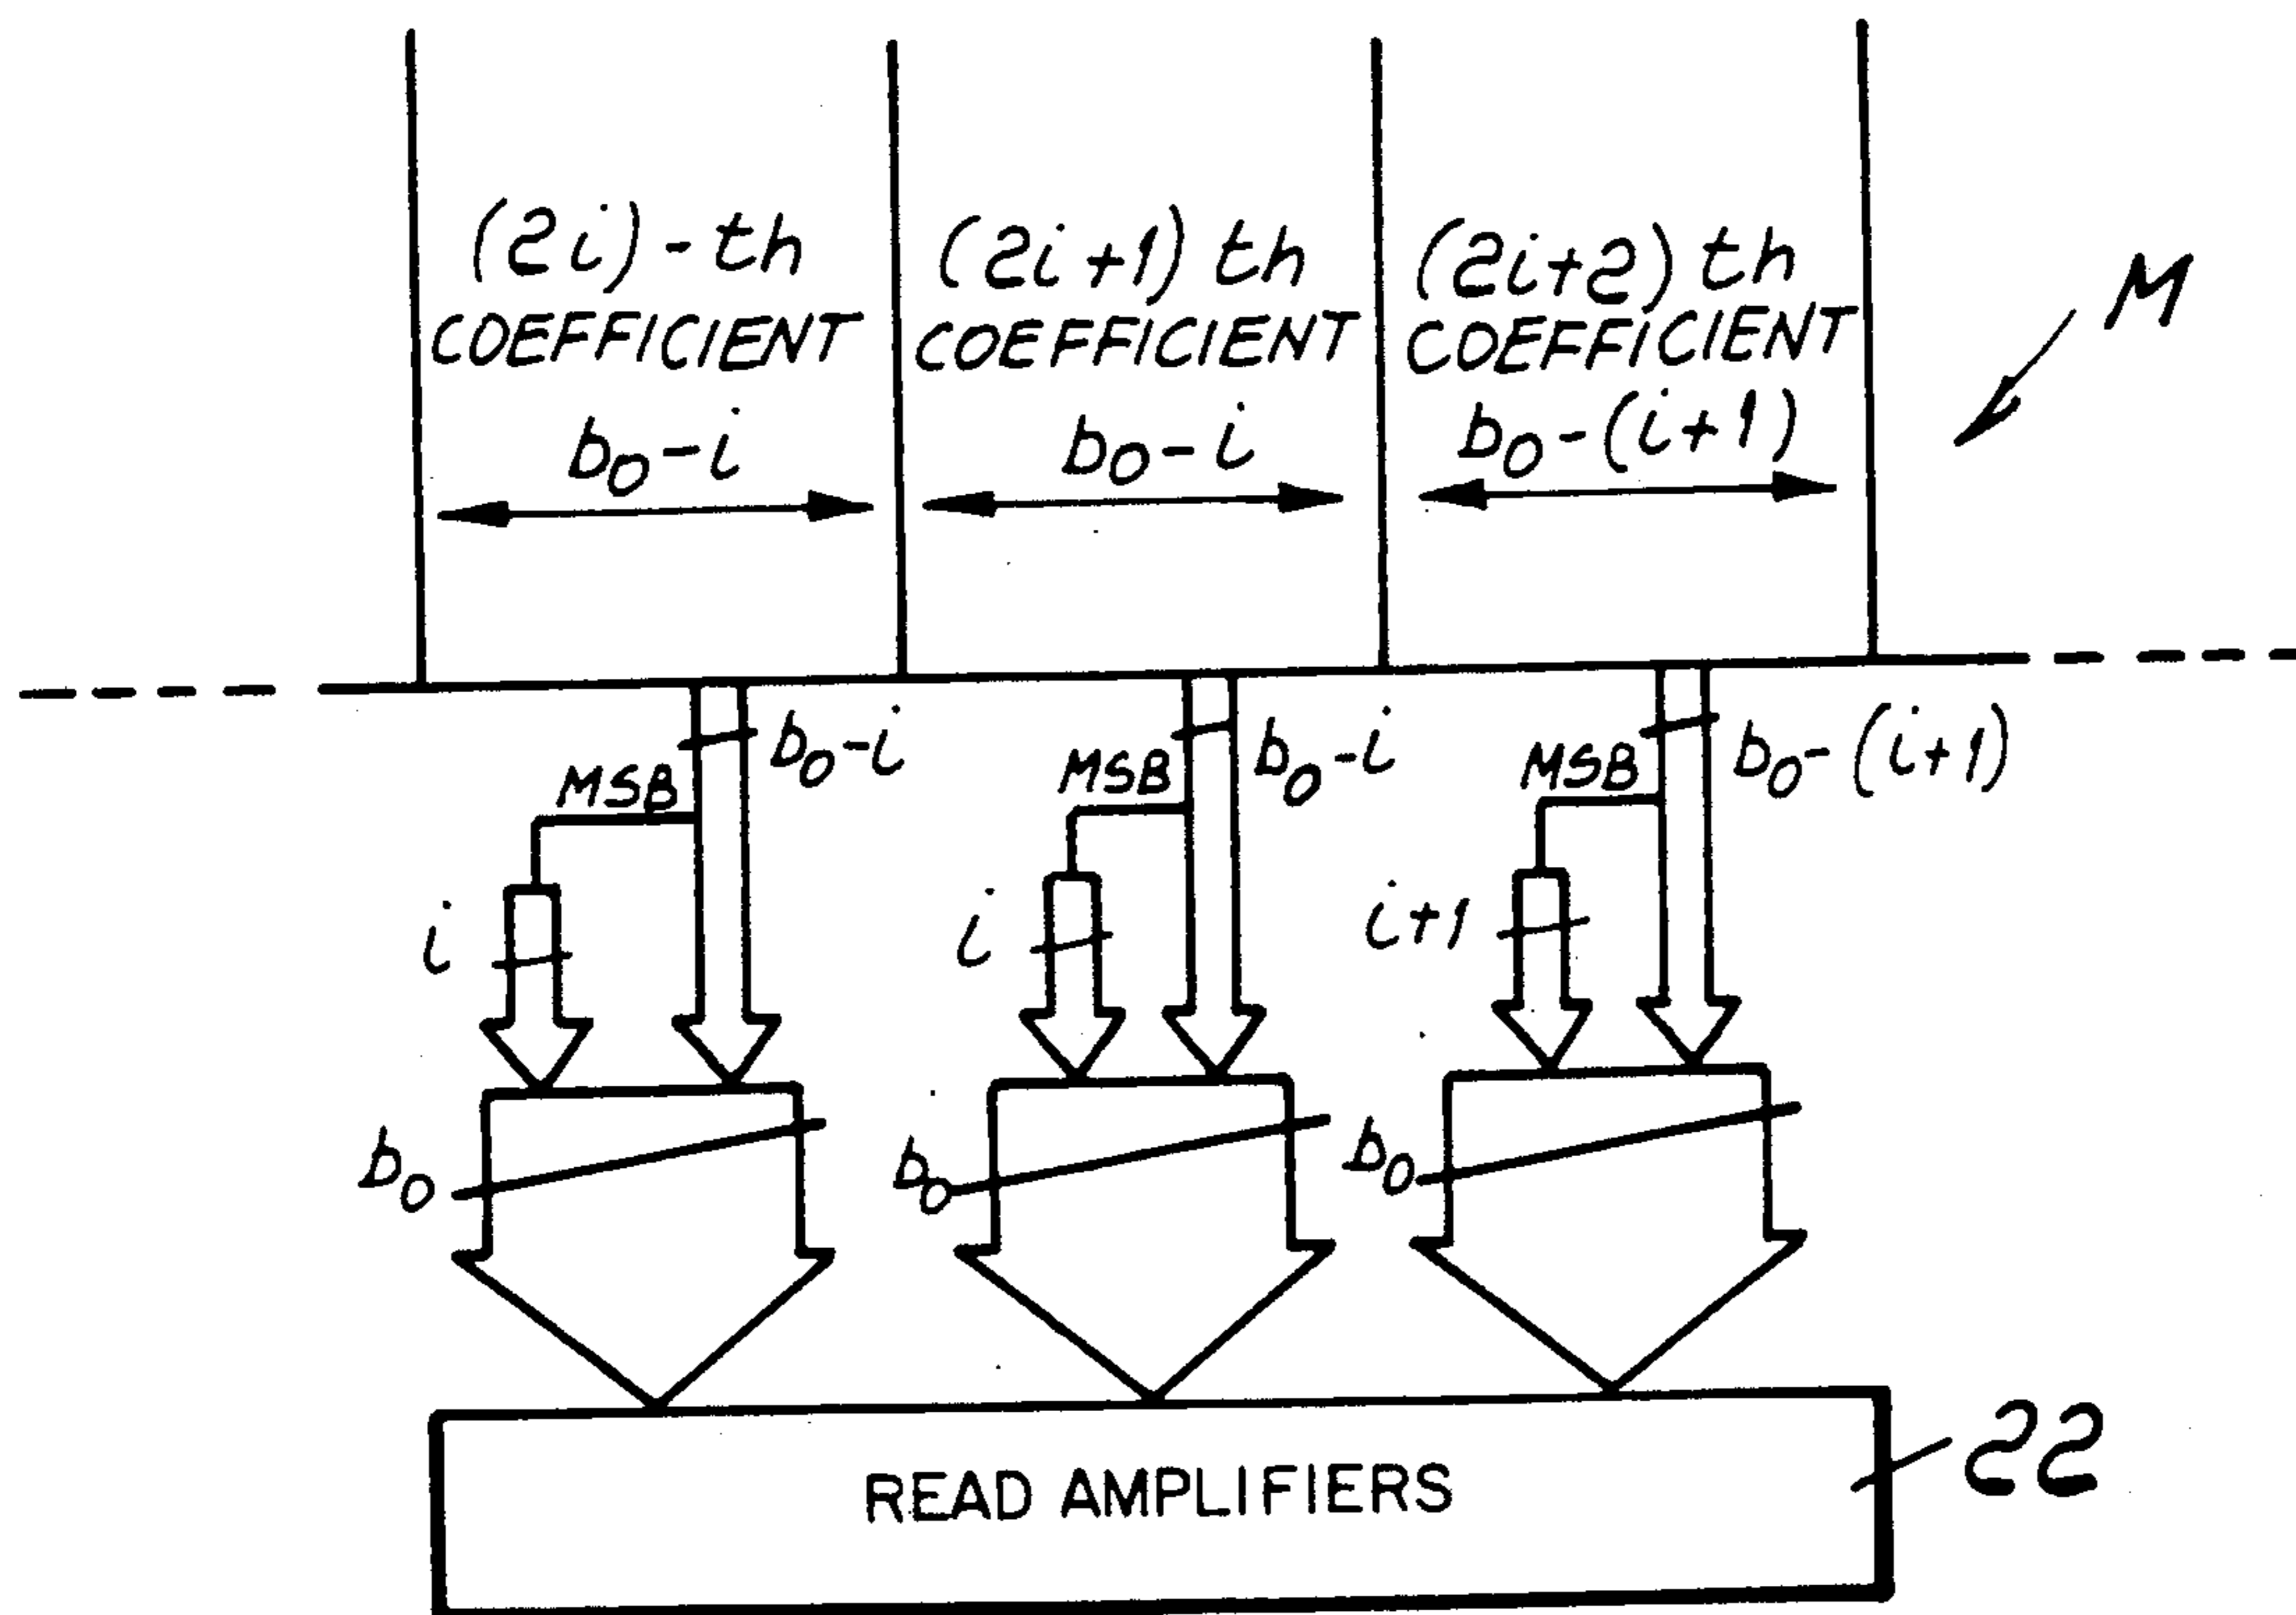 (2i)-th
COEFFICIENT
b₀-i
(2i+1) th
COEFFICIENT
b₀-i
(2i+2) th
COEFFICIENT
b₀-(i+1)
M
MSB
b₀-i
MSB
b₀-i
MSB
b₀-(i+1)
i
i
i+1
b₀
b₀
b₀
READ AMPLIFIERS
22